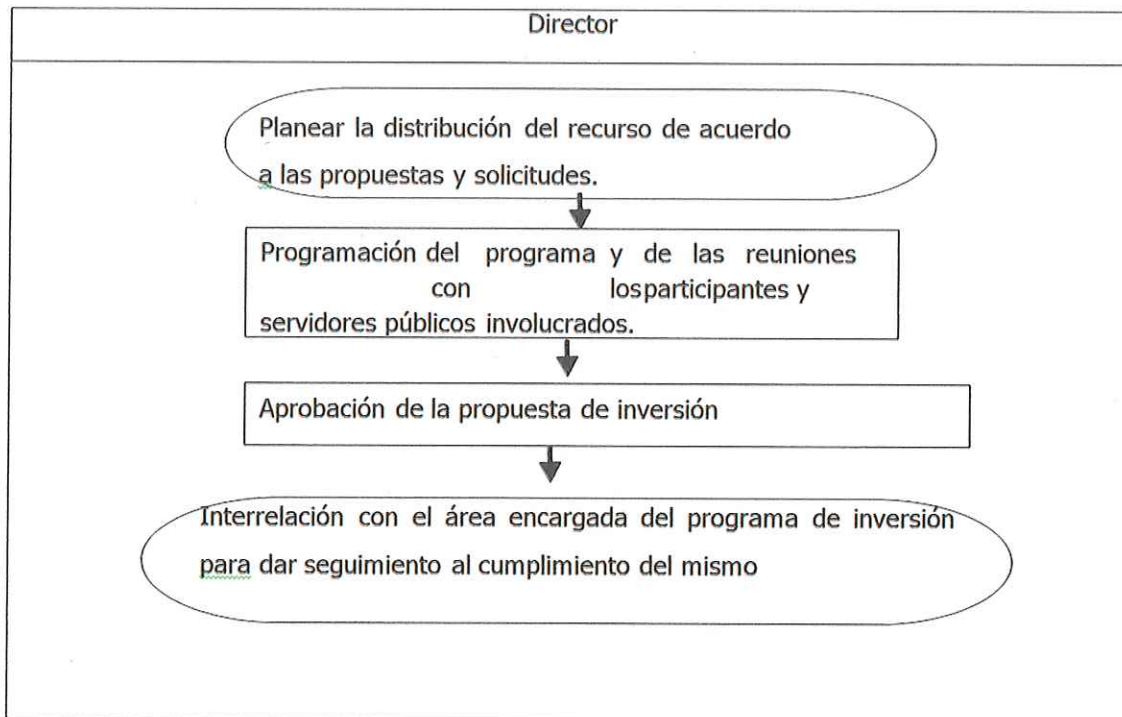 Director
Planear la distribución del recurso de acuerdo
a las propuestas y solicitudes.
Programación del programa y de las reuniones
con losparticipantes y
servidores públicos involucrados.
Aprobación de la propuesta de inversión
Interrelación con el área encargada del programa de inversión
para dar seguimiento al cumplimiento del mismo